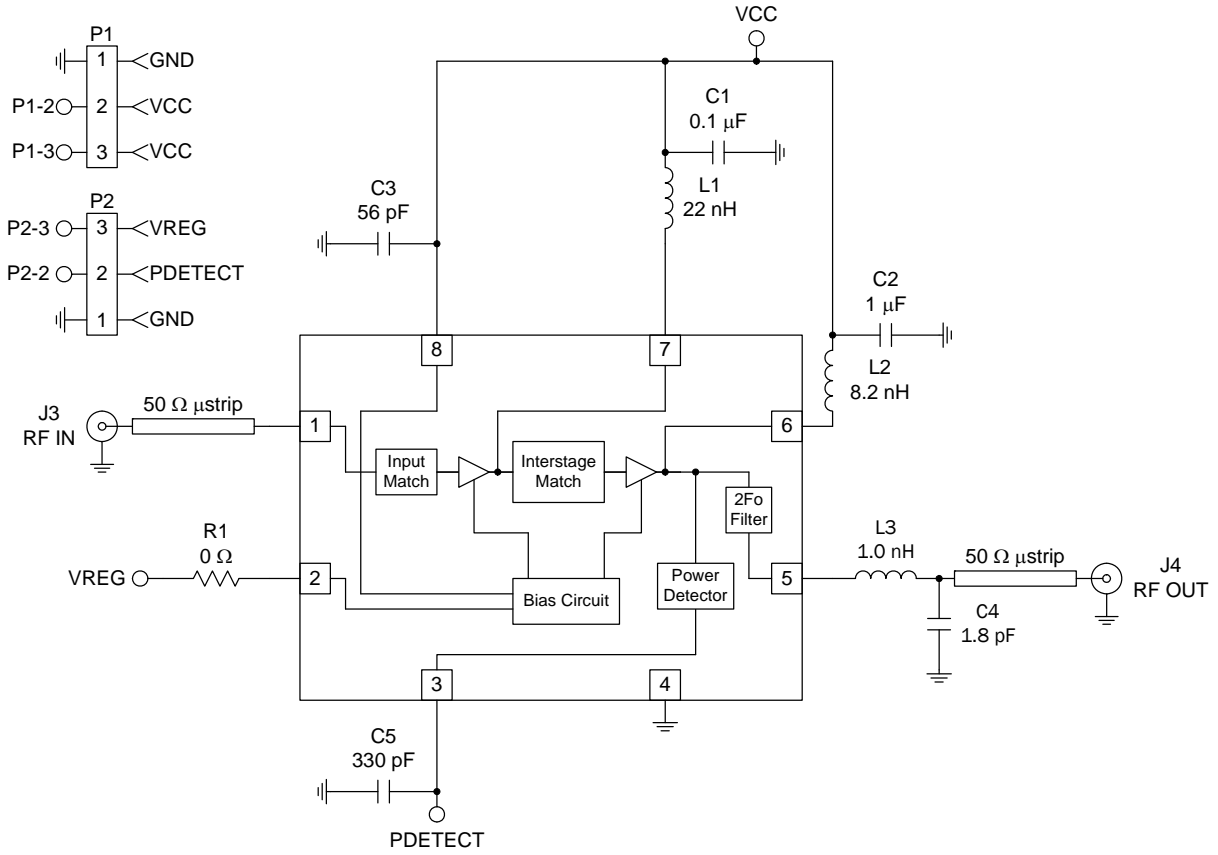 P1
1
GND
P1-2
2
VCC
P1-3
3
VCC
P2
P2-3
3
VREG
P2-2
2
PDETECT
1
GND
VCC
C1
0.1 μF
L1
22 nH
C3
56 pF
C2
1 μF
L2
8.2 nH
8
7
J3
RF IN
50 Ω μstrip
1
6
Input
Match
Interstage
Match
2Fo
Filter
R1
0 Ω
VREG
2
Bias Circuit
Power
Detector
5
L3
1.0 nH
50 Ω μstrip
J4
RF OUT
C4
1.8 pF
3
4
C5
330 pF
PDETECT